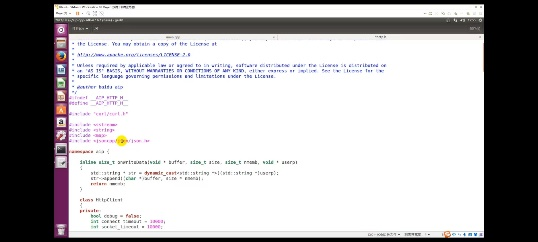 * the License. You may obtain a copy of the License at
*
* http://www.apache.org/licenses/LICENSE-2.0
*
* Unless required by applicable law or agreed to in writing, software distributed under the License is distributed on
* an "AS IS" BASIS, WITHOUT WARRANTIES OR CONDITIONS OF ANY KIND, either express or implied. See the License for the
* specific language governing permissions and limitations under the License.
*
* @author baidu aip
*/
#ifndef __AIP_HTTP_H__
#define __AIP_HTTP_H__
#include "curl/curl.h"
#include <sstream>
#include <string>
#include <map>
namespace aip {
inline size_t onWriteData(void * buffer, size_t size, size_t nmemb, void * userp)
{
std::string * str = dynamic_cast<std::string *>((std::string *)userp);
str->append((char *)buffer, size * nmemb);
return nmemb;
}
class HttpClient
{
private:
bool debug = false;
int connect_timeout = 10000;
int socket_timeout = 10000;